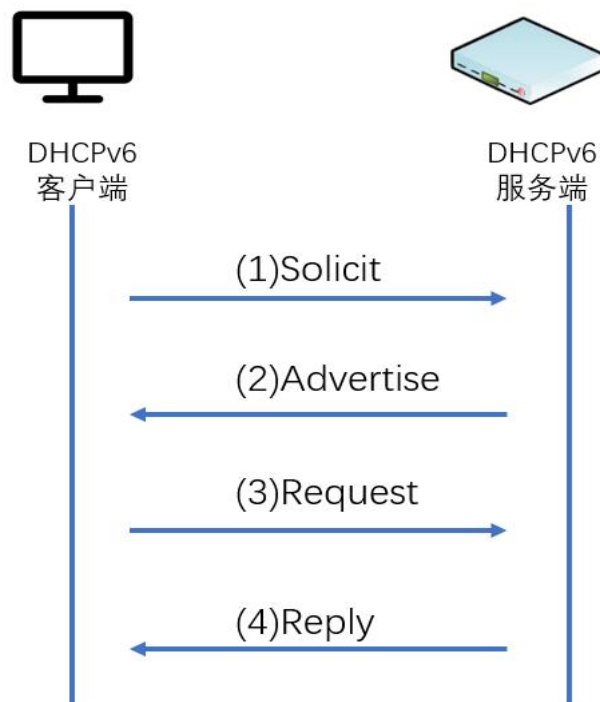 DHCPv6
客户端
DHCPv6
服务端
(1)Solicit
(2)Advertise
(3)Request
(4)Reply